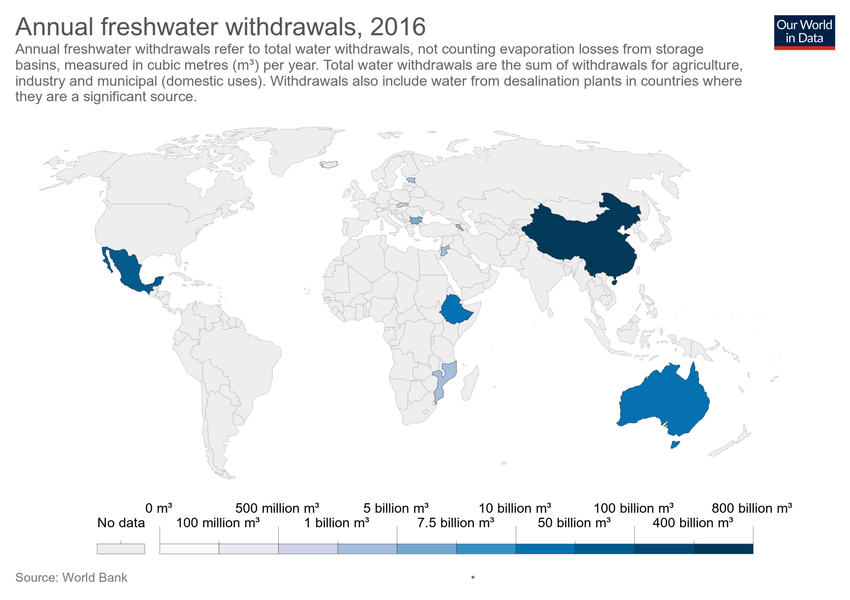 Annual freshwater withdrawals, 2016
Our World
in Data
Annual freshwater withdrawals refer to total water withdrawals, not counting evaporation losses from storage
basins, measured in cubic metres (m³) per year. Total water withdrawals are the sum of withdrawals for agriculture,
industry and municipal (domestic uses). Withdrawals also include water from desalination plants in countries where
they are a significant source.
0 m³ 500 million m³ 5 billion m³ 10 billion m³ 100 billion m³ 800 billion m³
No data 100 million m³ 1 billion m³ 7.5 billion m³ 50 billion m³ 400 billion m³
Source: World Bank